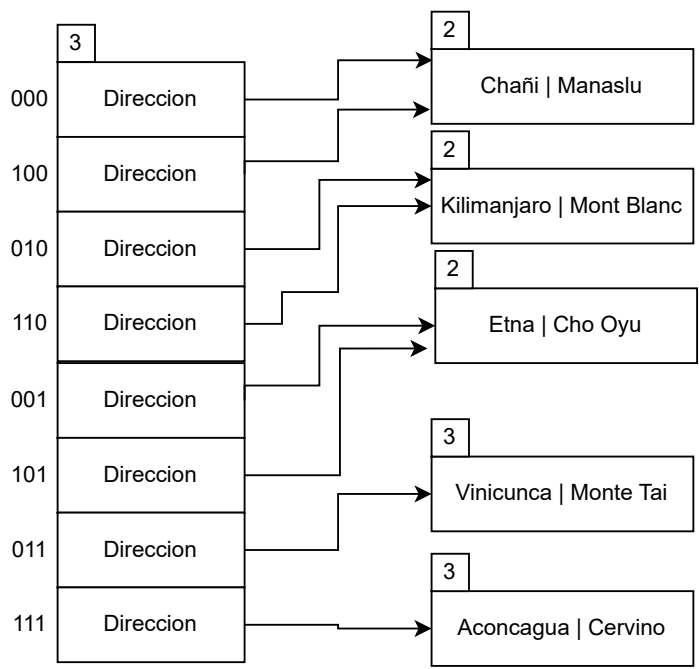 3
2
000 Direccion
Chañi | Manaslu
100 Direccion
2
Kilimanjaro | Mont Blanc
010 Direccion
2
110 Direccion
Etna | Cho Oyu
001 Direccion
3
101 Direccion
Vinicunca | Monte Tai
011 Direccion
3
111 Direccion
Aconcagua | Cervino